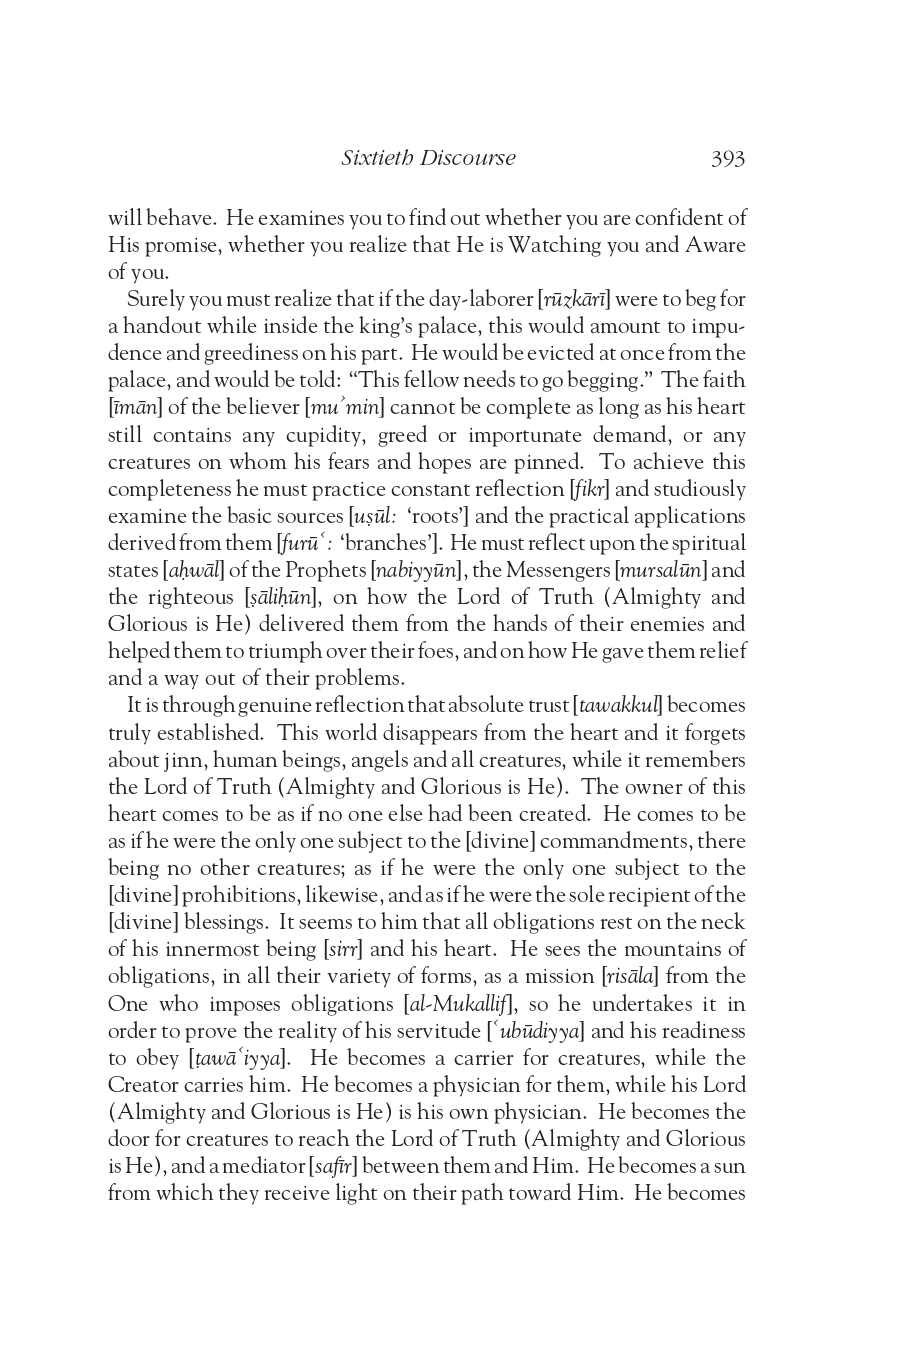 Sixtieth Discourse 393
will behave. He examines you to find out whether you are confident of
His promise, whether you realize that He is Watching you and Aware
of you.
Surely you must realize that if the day-laborer [rūzkārī] were to beg for
a handout while inside the king’s palace, this would amount to impu-
dence and greediness on his part. He would be evicted at once from the
palace, and would be told: “This fellow needs to go begging.” The faith
[īmān] of the believer [muʾmin] cannot be complete as long as his heart
still contains any cupidity, greed or importunate demand, or any
creatures on whom his fears and hopes are pinned. To achieve this
completeness he must practice constant reflection [fikr] and studiously
examine the basic sources [uṣūl: ‘roots’] and the practical applications
derived from them [furūʿ: ‘branches’]. He must reflect upon the spiritual
states [aḥwāl] of the Prophets [nabiyyūn], the Messengers [mursalūn] and
the righteous [ṣāliḥūn], on how the Lord of Truth (Almighty and
Glorious is He) delivered them from the hands of their enemies and
helped them to triumph over their foes, and on how He gave them relief
and a way out of their problems.
It is through genuine reflection that absolute trust [tawakkul] becomes
truly established. This world disappears from the heart and it forgets
about jinn, human beings, angels and all creatures, while it remembers
the Lord of Truth (Almighty and Glorious is He). The owner of this
heart comes to be as if no one else had been created. He comes to be
as if he were the only one subject to the [divine] commandments, there
being no other creatures; as if he were the only one subject to the
[divine] prohibitions, likewise, and as if he were the sole recipient of the
[divine] blessings. It seems to him that all obligations rest on the neck
of his innermost being [sirr] and his heart. He sees the mountains of
obligations, in all their variety of forms, as a mission [risāla] from the
One who imposes obligations [al-Mukallif], so he undertakes it in
order to prove the reality of his servitude [ʿubūdiyya] and his readiness
to obey [ṭawāʿiyya]. He becomes a carrier for creatures, while the
Creator carries him. He becomes a physician for them, while his Lord
(Almighty and Glorious is He) is his own physician. He becomes the
door for creatures to reach the Lord of Truth (Almighty and Glorious
is He), and a mediator [safīr] between them and Him. He becomes a sun
from which they receive light on their path toward Him. He becomes